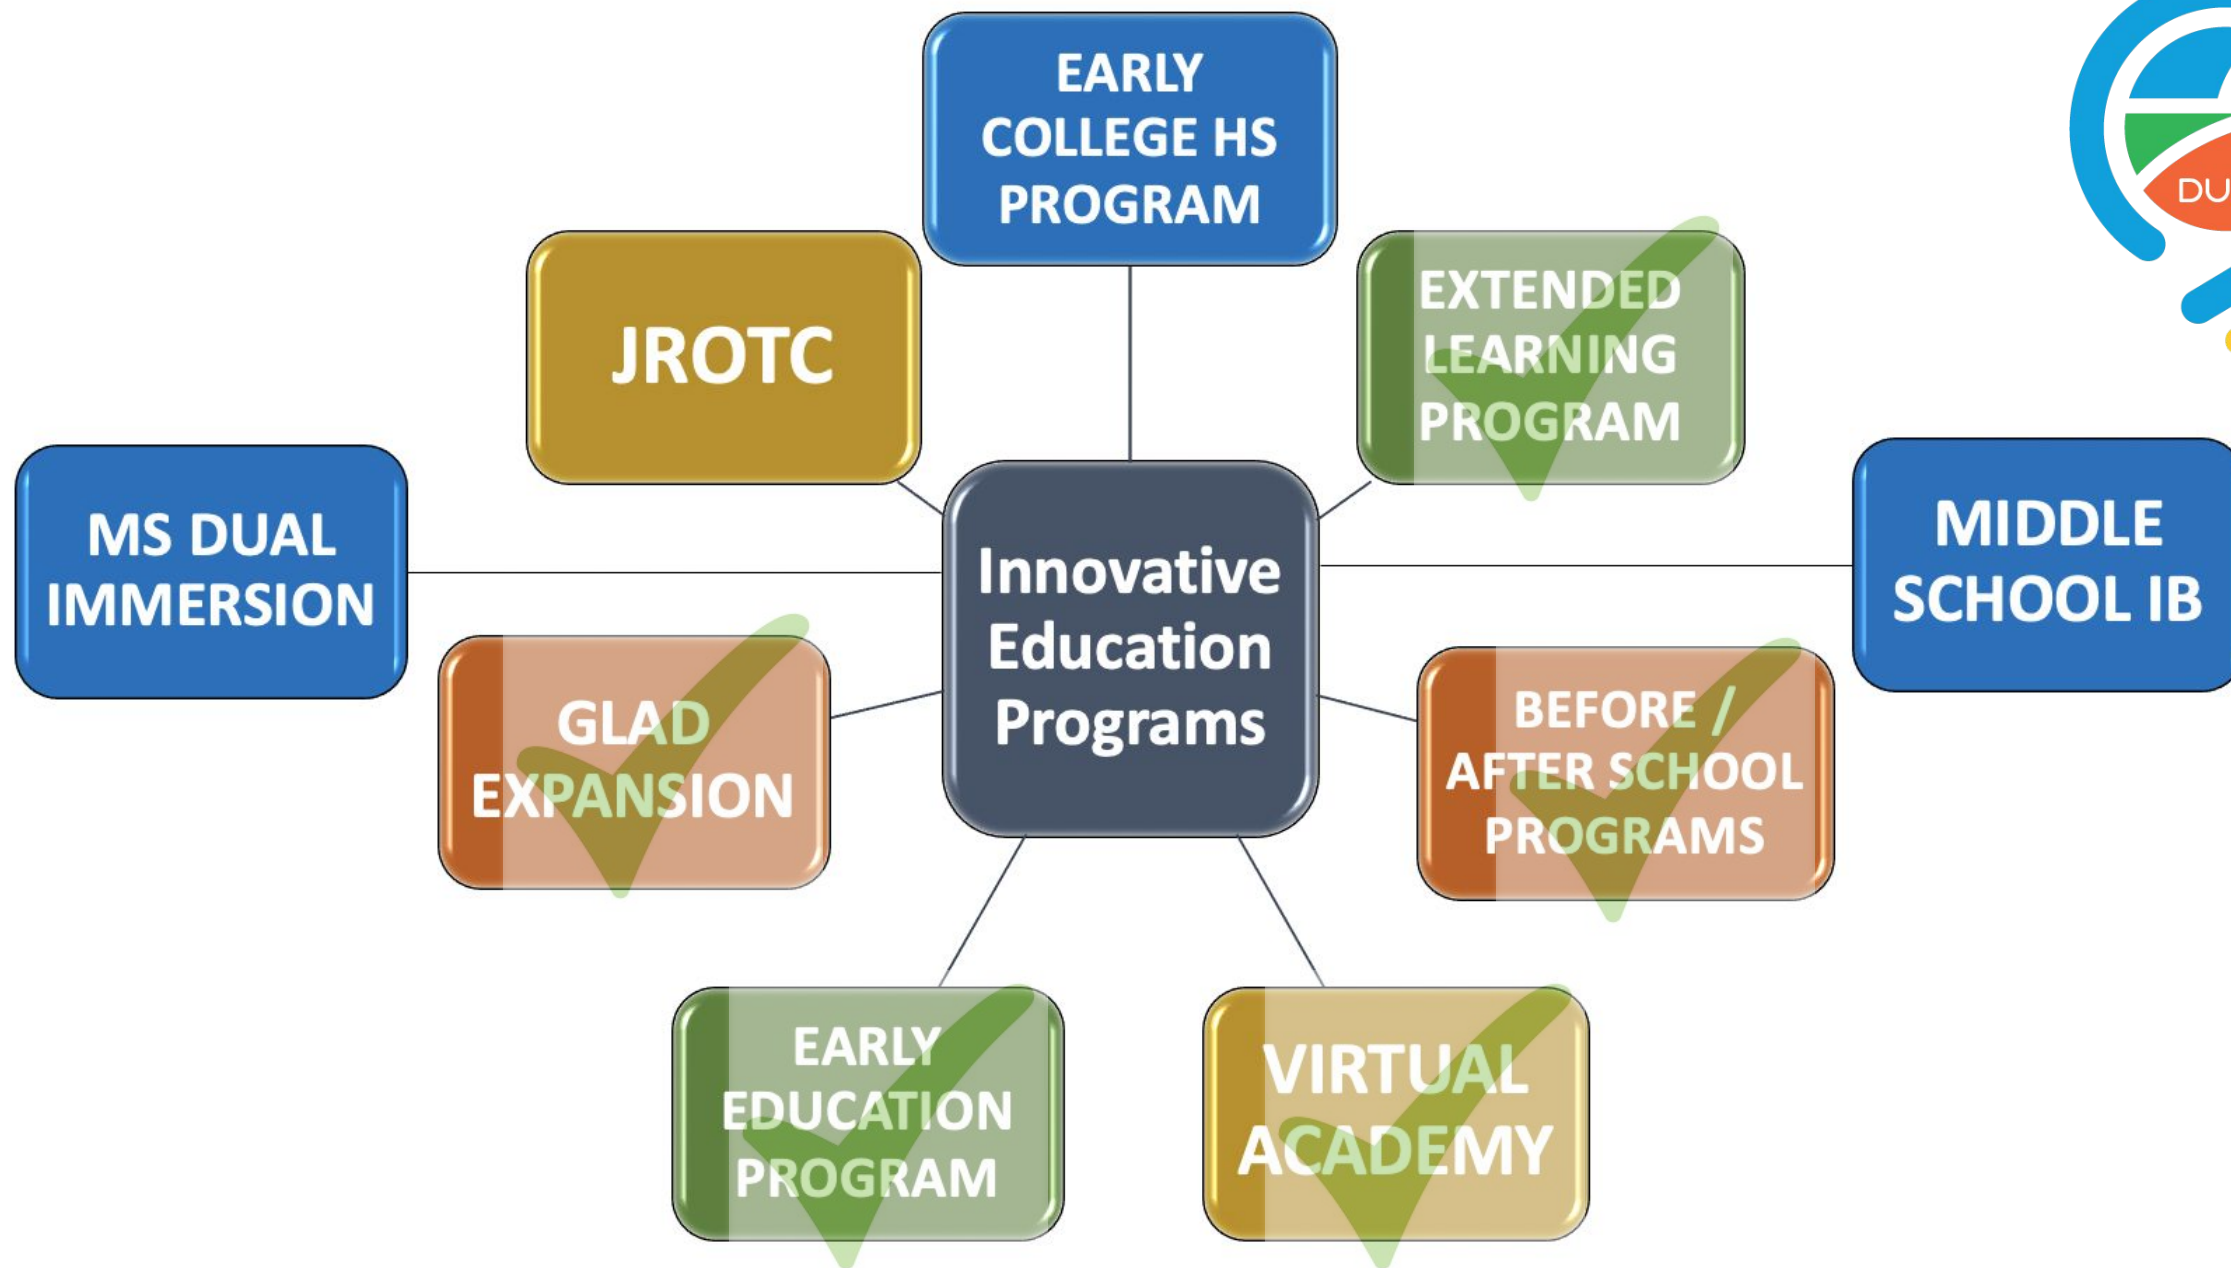 EARLY
COLLEGE HS
PROGRAM
JROTC
EXTENDED
LEARNING
PROGRAM
MS DUAL
IMMERSION
Innovative
Education
Programs
MIDDLE
SCHOOL IB
GLAD
EXPANSION
BEFORE /
AFTER SCHOOL
PROGRAMS
EARLY
EDUCATION
PROGRAM
VIRTUAL
ACADEMY